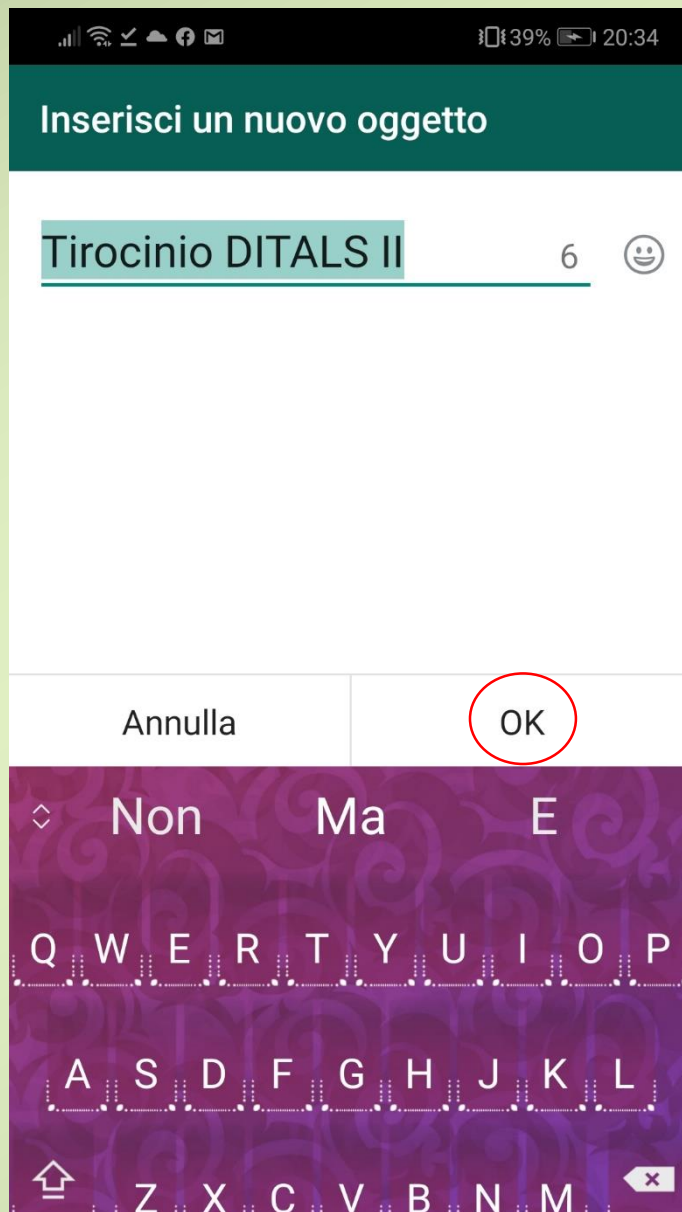 39% 20:34
Inserisci un nuovo oggetto
Tirocinio DITALS II 6
Annulla OK
Non Ma E
Q W E R T Y U I O P
A S D F G H J K L
Z X C V B N M